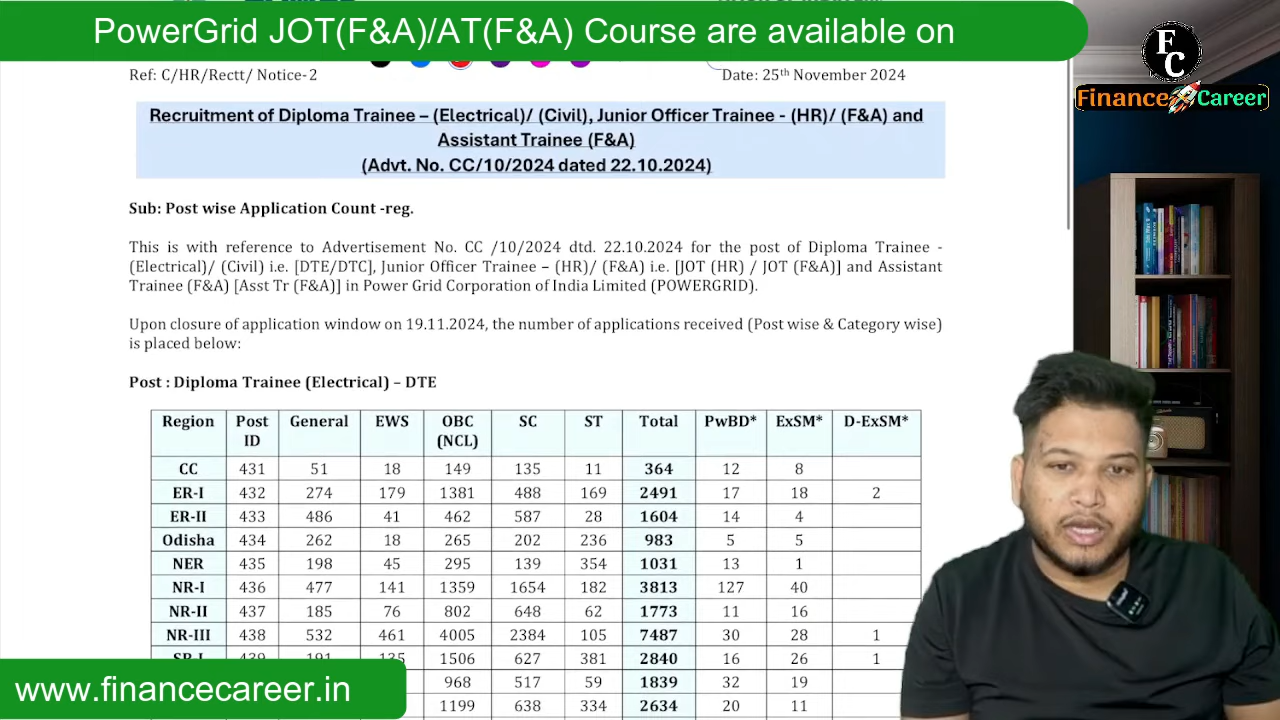 PowerGrid JOT(F&A)/AT(F&A) Course are available on
F
C
Finance Career
Ref: C/HR/Rectt/ Notice-2 Date: 25th November 2024
Recruitment of Diploma Trainee – (Electrical)/ (Civil), Junior Officer Trainee - (HR)/ (F&A) and
Assistant Trainee (F&A)
(Advt. No. CC/10/2024 dated 22.10.2024)
Sub: Post wise Application Count -reg.
This is with reference to Advertisement No. CC /10/2024 dtd. 22.10.2024 for the post of Diploma Trainee -
(Electrical)/ (Civil) i.e. [DTE/DTC], Junior Officer Trainee – (HR)/ (F&A) i.e. [JOT (HR) / JOT (F&A)] and Assistant
Trainee (F&A) [Asst Tr (F&A)] in Power Grid Corporation of India Limited (POWERGRID).
Upon closure of application window on 19.11.2024, the number of applications received (Post wise & Category wise)
is placed below:
Post : Diploma Trainee (Electrical) – DTE
Region Post ID General EWS OBC (NCL) SC ST Total PwBD* ExSM* D-ExSM*
CC 431 51 18 149 135 11 364 12 8
ER-I 432 274 179 1381 488 169 2491 17 18 2
ER-II 433 486 41 462 587 28 1604 14 4
Odisha 434 262 18 265 202 236 983 5 5
NER 435 198 45 295 139 354 1031 13 1
NR-I 436 477 141 1359 1654 182 3813 127 40
NR-II 437 185 76 802 648 62 1773 11 16
NR-III 438 532 461 4005 2384 105 7487 30 28 1
SR-I 439 191 135 1506 627 381 2840 16 26 1
968 517 59 1839 32 19
1199 638 334 2634 20 11
www.financecareer.in